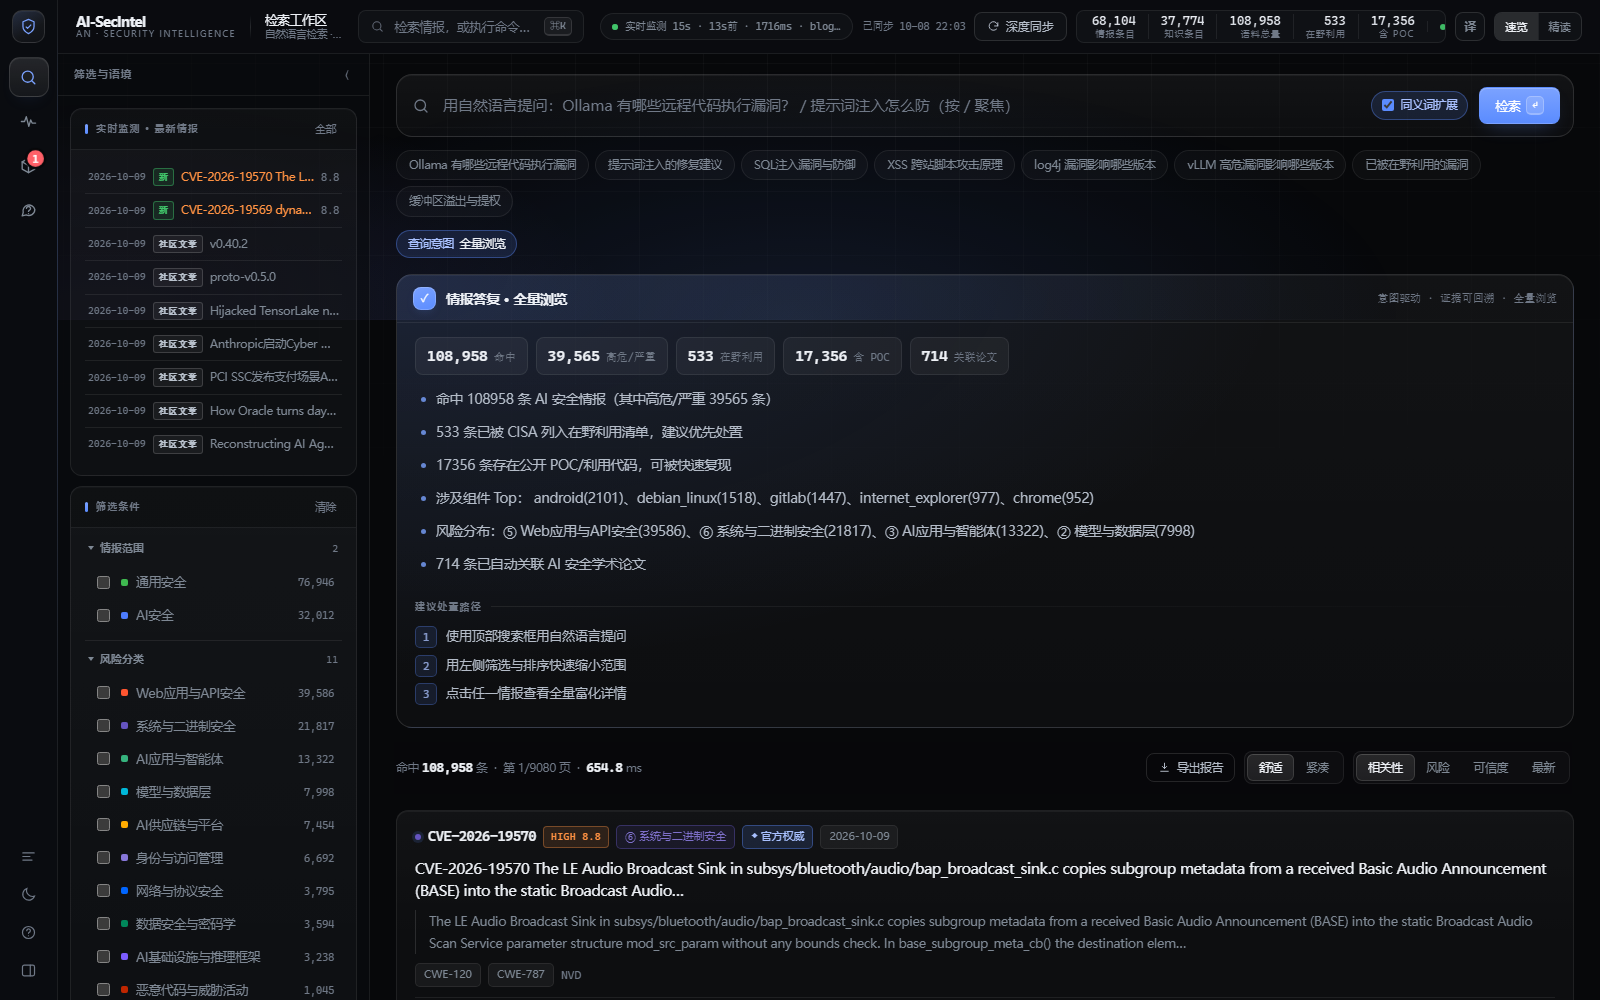 AI-SecIntel
AN · SECURITY INTELLIGENCE
检索工作区
自然语言检索 ·...
检索情报，或执行命令...
⌘K
实时监测 15s · 13s前 · 1716ms · blog…
已同步 10-08 22:03
深度同步
68,104 情报条目
37,774 知识条目
108,958 语料总量
533 在野利用
17,356 含 POC
译
速览
精读
筛选与语境
实时监测 • 最新情报
全部
2026-10-09 新 CVE-2026-19570 The L... 8.8
2026-10-09 新 CVE-2026-19569 dyna... 8.8
2026-10-09 社区文章 v0.40.2
2026-10-09 社区文章 proto-v0.5.0
2026-10-09 社区文章 Hijacked TensorLake n...
2026-10-09 社区文章 Anthropic启动Cyber ...
2026-10-09 社区文章 PCI SSC发布支付场景A...
2026-10-09 社区文章 How Oracle turns day...
2026-10-09 社区文章 Reconstructing AI Ag...
筛选条件
清除
情报范围 2
通用安全 76,946
AI安全 32,012
风险分类 11
Web应用与API安全 39,586
系统与二进制安全 21,817
AI应用与智能体 13,322
模型与数据层 7,998
AI供应链与平台 7,454
身份与访问管理 6,692
网络与协议安全 3,795
数据安全与密码学 3,594
AI基础设施与推理框架 3,238
恶意代码与威胁活动 1,045
1
用自然语言提问：Ollama 有哪些远程代码执行漏洞？ / 提示词注入怎么防（按 / 聚焦）
同义词扩展
检索
Ollama 有哪些远程代码执行漏洞
提示词注入的修复建议
SQL注入漏洞与防御
XSS 跨站脚本攻击原理
log4j 漏洞影响哪些版本
vLLM 高危漏洞影响哪些版本
已被在野利用的漏洞
缓冲区溢出与提权
查询意图 全量浏览
✓ 情报答复 • 全量浏览
意图驱动 · 证据可回溯 · 全量浏览
108,958 命中
39,565 高危/严重
533 在野利用
17,356 含 POC
714 关联论文
• 命中 108958 条 AI 安全情报（其中高危/严重 39565 条）
• 533 条已被 CISA 列入在野利用清单，建议优先处置
• 17356 条存在公开 POC/利用代码，可被快速复现
• 涉及组件 Top： android(2101)、debian_linux(1518)、gitlab(1447)、internet_explorer(977)、chrome(952)
• 风险分布：⑤ Web应用与API安全(39586)、⑥ 系统与二进制安全(21817)、③ AI应用与智能体(13322)、② 模型与数据层(7998)
• 714 条已自动关联 AI 安全学术论文
建议处置路径
1 使用顶部搜索框用自然语言提问
2 用左侧筛选与排序快速缩小范围
3 点击任一情报查看全量富化详情
命中 108,958 条 · 第 1/9080 页 · 654.8 ms
导出报告
舒适
紧凑
相关性
风险
可信度
最新
CVE-2026-19570
HIGH 8.8
⑥ 系统与二进制安全
✦ 官方权威
2026-10-09
CVE-2026-19570 The LE Audio Broadcast Sink in subsys/bluetooth/audio/bap_broadcast_sink.c copies subgroup metadata from a received Basic Audio Announcement
(BASE) into the static Broadcast Audio...
The LE Audio Broadcast Sink in subsys/bluetooth/audio/bap_broadcast_sink.c copies subgroup metadata from a received Basic Audio Announcement (BASE) into the static Broadcast Audio
Scan Service parameter structure mod_src_param without any bounds check. In base_subgroup_meta_cb() the destination elem...
CWE-120
CWE-787
NVD